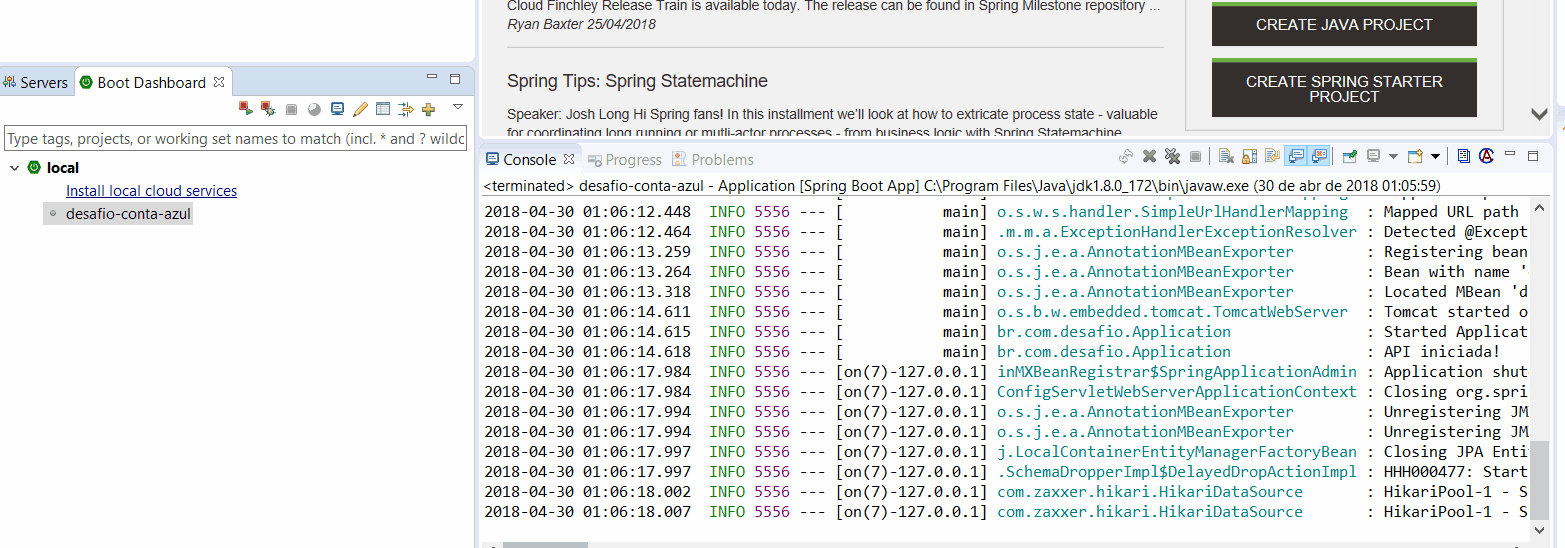 Cloud Finchley Release Train is available today. The release can be found in Spring Milestone repository ...
Ryan Baxter 25/04/2018
Spring Tips: Spring Statemachine
Speaker: Josh Long Hi Spring fans! In this installment we'll look at how to extricate process state - valuable
for coordinating long running or mutli-actor processes - from business logic with Spring Statemachine
CREATE JAVA PROJECT
CREATE SPRING STARTER
PROJECT
Servers
Boot Dashboard
Type tags, projects, or working set names to match (incl. * and ? wildc
local
Install local cloud services
desafio-conta-azul
Console
Progress
Problems
<terminated> desafio-conta-azul - Application [Spring Boot App] C:\Program Files\Java\jdk1.8.0_172\bin\javaw.exe (30 de abr de 2018 01:05:59)
2018-04-30 01:06:12.448 INFO 5556 --- [ main] o.s.w.s.handler.SimpleUrlHandlerMapping : Mapped URL path
2018-04-30 01:06:12.464 INFO 5556 --- [ main] .m.m.a.ExceptionHandlerExceptionResolver : Detected @Except
2018-04-30 01:06:13.259 INFO 5556 --- [ main] o.s.j.e.a.AnnotationMBeanExporter : Registering bean
2018-04-30 01:06:13.264 INFO 5556 --- [ main] o.s.j.e.a.AnnotationMBeanExporter : Bean with name '
2018-04-30 01:06:13.318 INFO 5556 --- [ main] o.s.j.e.a.AnnotationMBeanExporter : Located MBean 'd
2018-04-30 01:06:14.611 INFO 5556 --- [ main] o.s.b.w.embedded.tomcat.TomcatWebServer : Tomcat started o
2018-04-30 01:06:14.615 INFO 5556 --- [ main] br.com.desafio.Application : Started Applicat
2018-04-30 01:06:14.618 INFO 5556 --- [ main] br.com.desafio.Application : API iniciada!
2018-04-30 01:06:17.984 INFO 5556 --- [on(7)-127.0.0.1] inMXBeanRegistrar$SpringApplicationAdmin : Application shut
2018-04-30 01:06:17.984 INFO 5556 --- [on(7)-127.0.0.1] ConfigServletWebServerApplicationContext : Closing org.spri
2018-04-30 01:06:17.994 INFO 5556 --- [on(7)-127.0.0.1] o.s.j.e.a.AnnotationMBeanExporter : Unregistering JM
2018-04-30 01:06:17.994 INFO 5556 --- [on(7)-127.0.0.1] o.s.j.e.a.AnnotationMBeanExporter : Unregistering JM
2018-04-30 01:06:17.997 INFO 5556 --- [on(7)-127.0.0.1] j.LocalContainerEntityManagerFactoryBean : Closing JPA Enti
2018-04-30 01:06:17.997 INFO 5556 --- [on(7)-127.0.0.1] .SchemaDropperImpl$DelayedDropActionImpl : HHH000477: Start
2018-04-30 01:06:18.002 INFO 5556 --- [on(7)-127.0.0.1] com.zaxxer.hikari.HikariDataSource : HikariPool-1 - S
2018-04-30 01:06:18.007 INFO 5556 --- [on(7)-127.0.0.1] com.zaxxer.hikari.HikariDataSource : HikariPool-1 - S